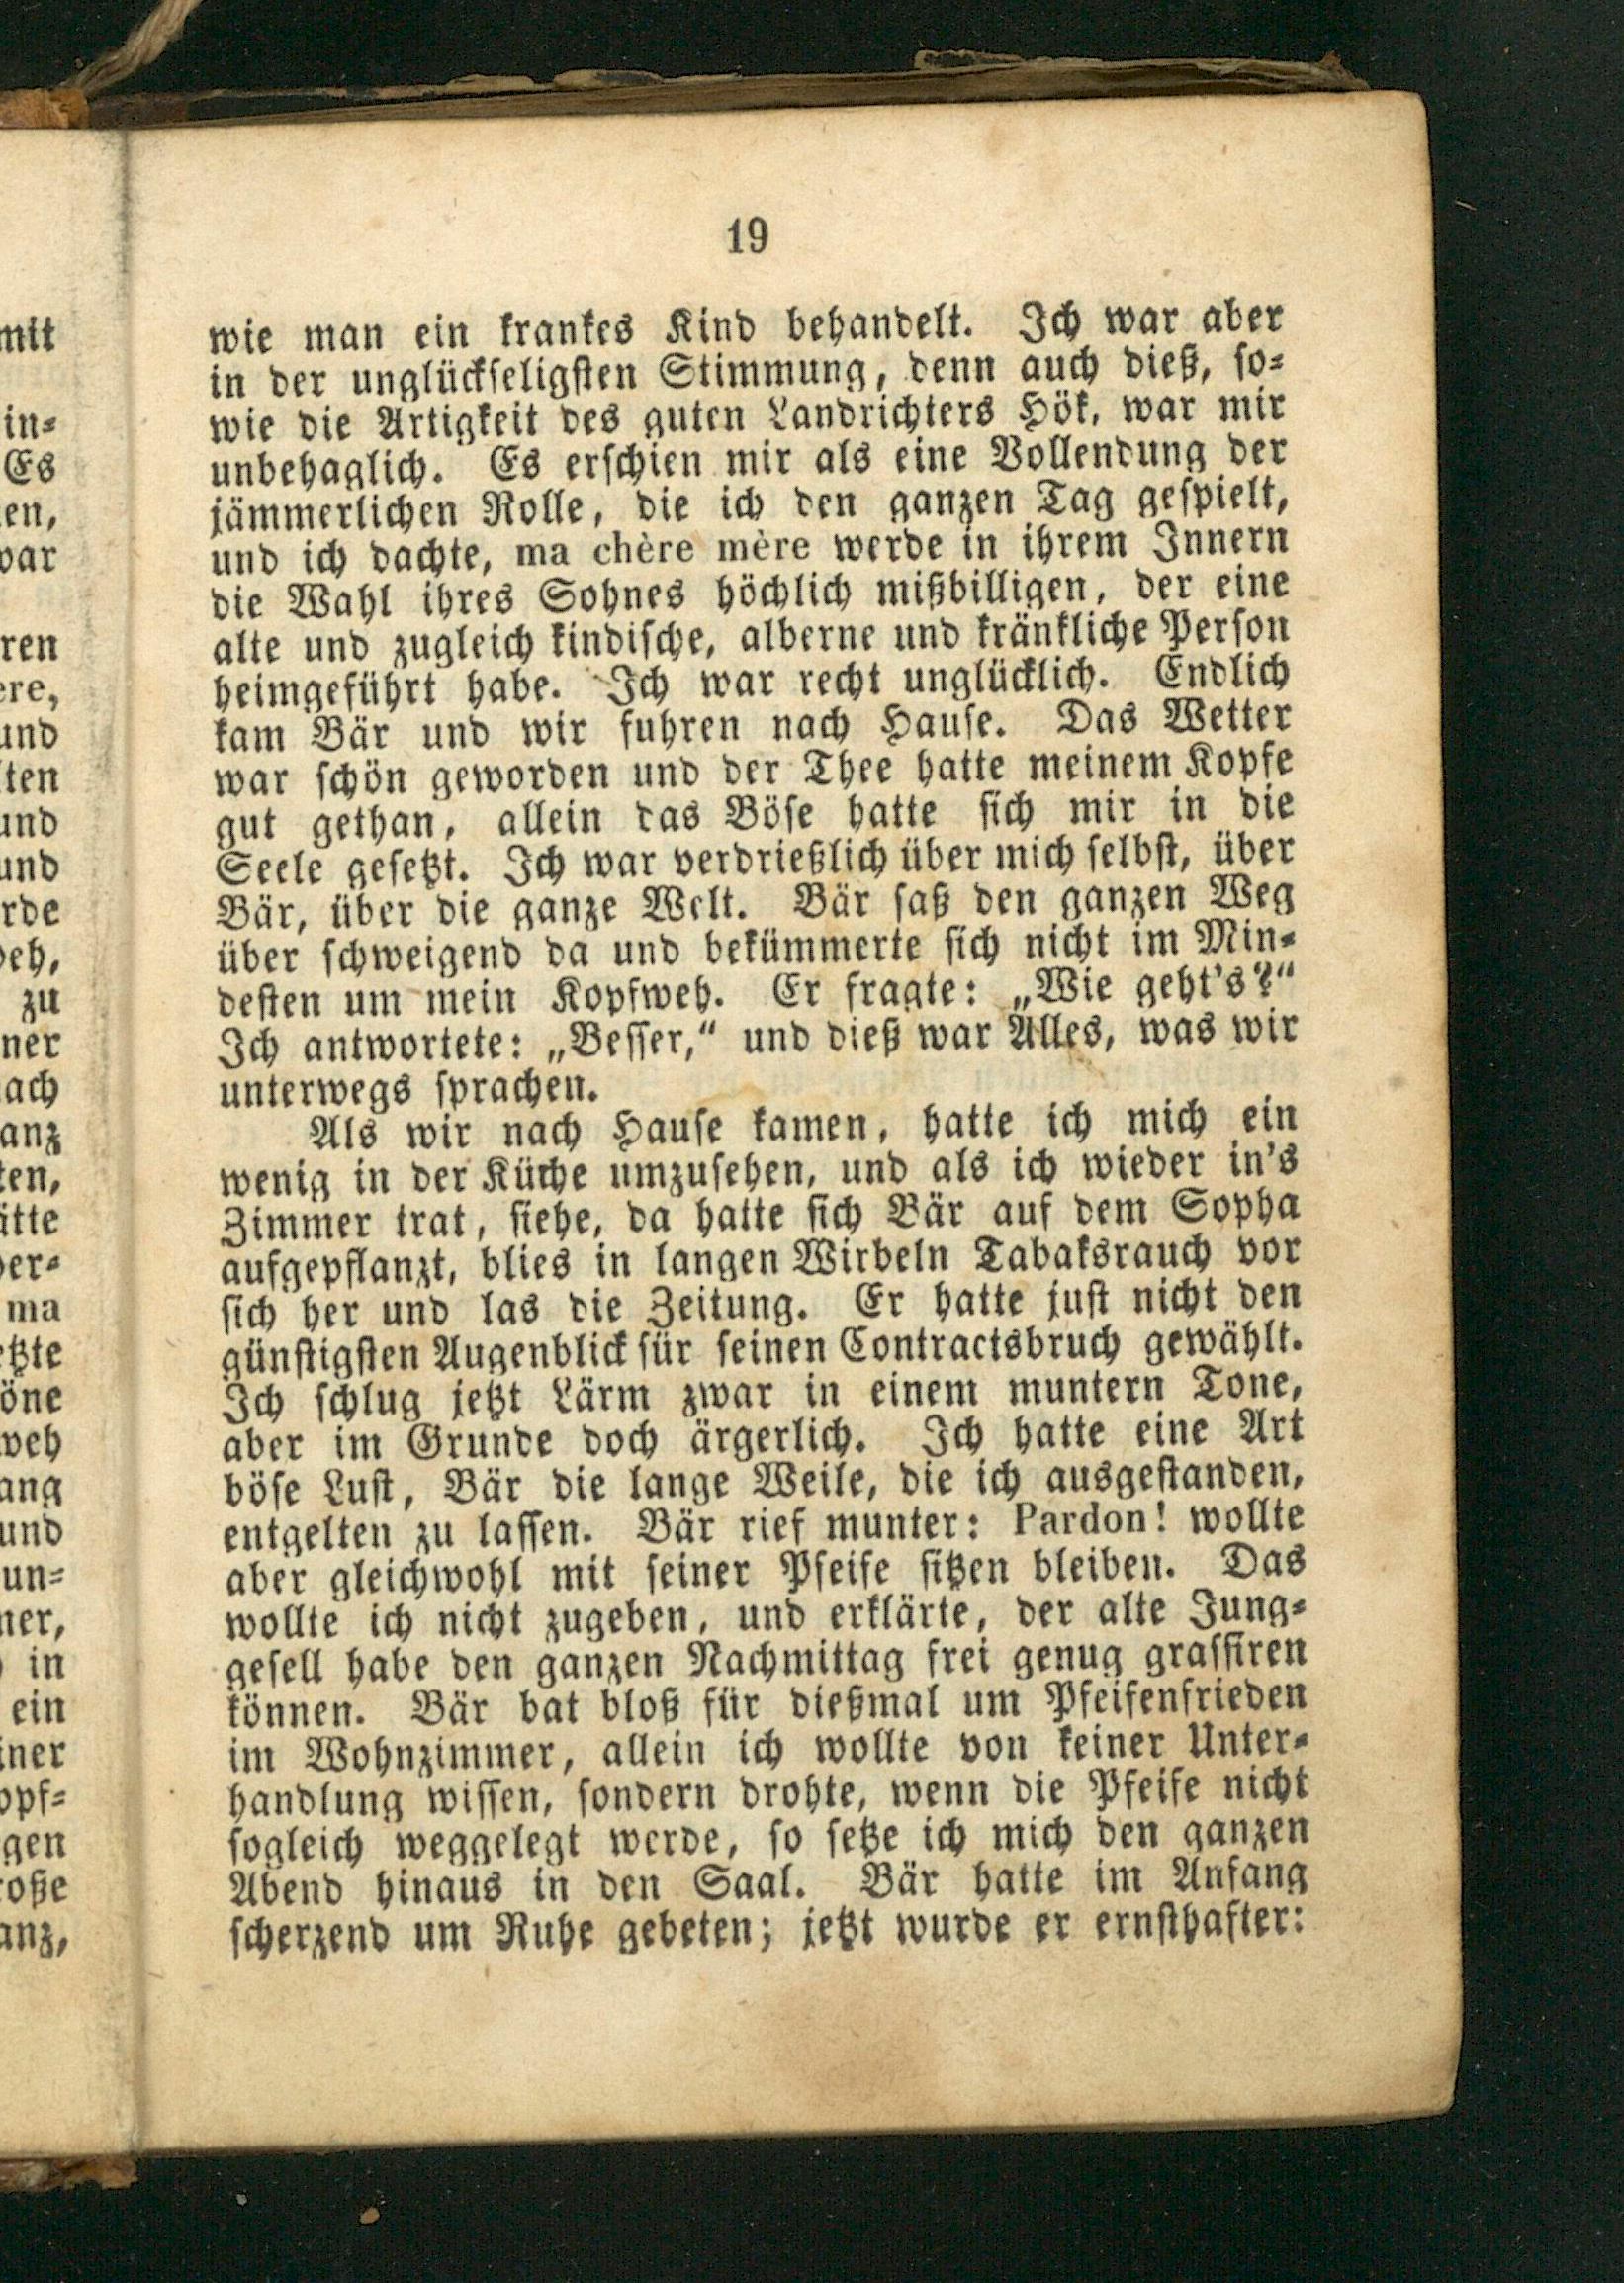 19
wie man ein krankes Kind behandelt. Ich war aber
in der unglückseligsten Stimmung, denn auch dieß, so=
wie die Artigkeit des guten Landrichters Hök, war mir
unbehaglich. Es erschien mir als eine Vollendung der
jämmerlichen Rolle, die ich den ganzen Tag gespielt,
und ich dachte, ma chère mère werde in ihrem Innern
die Wahl ihres Sohnes höchlich mißbilligen, der eine
alte und zugleich kindische, alberne und kränkliche Person
heimgeführt habe. Ich war recht unglücklich. Endlich
kam Bär und wir fuhren nach Hause. Das Wetter
war schön geworden und der Thee hatte meinem Kopfe
gut gethan, allein das Böse hatte sich mir in die
Seele gesetzt. Ich war verdrießlich über mich selbst, über
Bär, über die ganze Welt. Bär saß den ganzen Weg
über schweigend da und bekümmerte sich nicht im Min=
desten um mein Kopfweh. Er fragte: „Wie geht's?“
Ich antwortete: „Besser,“ und dieß war Alles, was wir
unterwegs sprachen.
Als wir nach Hause kamen, hatte ich mich ein
wenig in der Küche umzusehen, und als ich wieder in's
Zimmer trat, siehe, da hatte sich Bär auf dem Sopha
aufgepflanzt, blies in langen Wirbeln Tabaksrauch vor
sich her und las die Zeitung. Er hatte just nicht den
günstigsten Augenblick für seinen Contractsbruch gewählt.
Ich schlug jetzt Lärm zwar in einem muntern Tone,
aber im Grunde doch ärgerlich. Ich hatte eine Art
böse Lust, Bär die lange Weile, die ich ausgestanden,
entgelten zu lassen. Bär rief munter: Pardon! wollte
aber gleichwohl mit seiner Pfeife sitzen bleiben. Das
wollte ich nicht zugeben, und erklärte, der alte Jung=
gesell habe den ganzen Nachmittag frei genug grassiren
können. Bär bat bloß für dießmal um Pfeifenfrieden
im Wohnzimmer, allein ich wollte von keiner Unter=
handlung wissen, sondern drohte, wenn die Pfeife nicht
sogleich weggelegt werde, so setze ich mich den ganzen
Abend hinaus in den Saal. Bär hatte im Anfang
scherzend um Ruhe gebeten; jetzt wurde er ernsthafter: